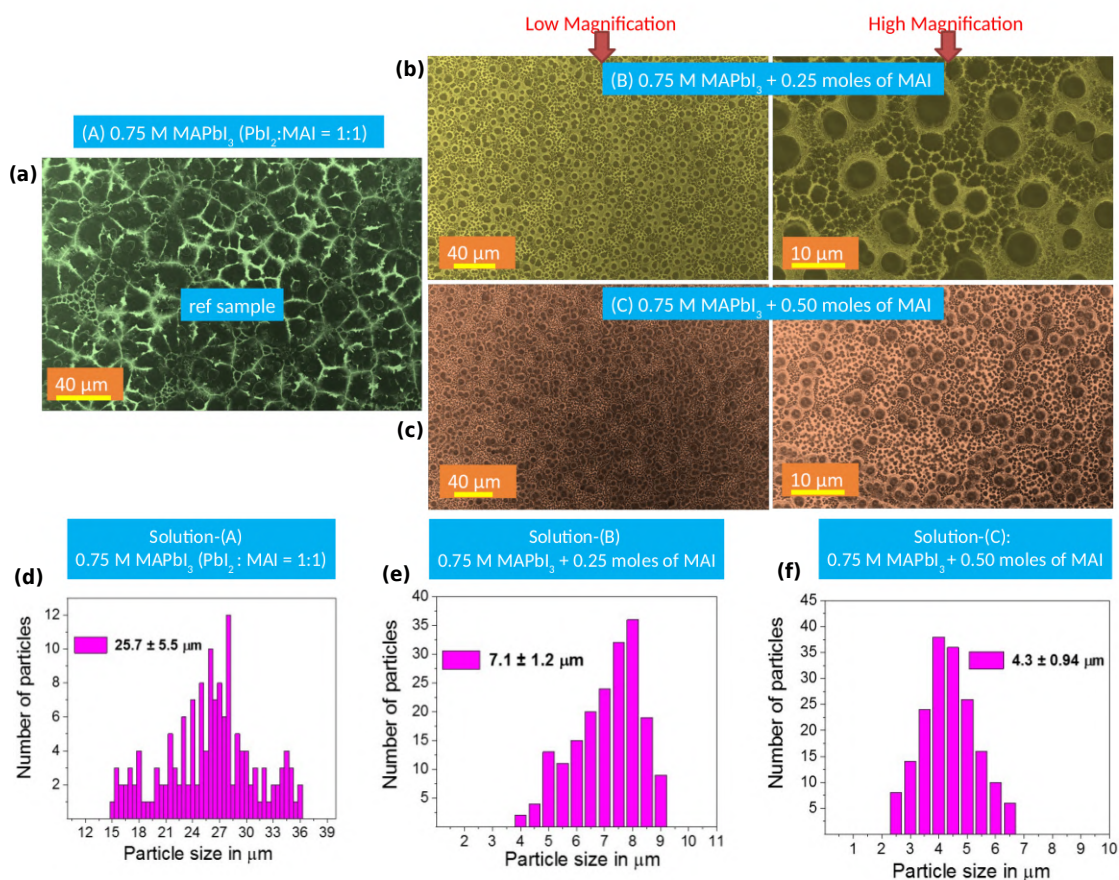 Low Magnification
High Magnification
(b)
(B) 0.75 M MAPbI₃ + 0.25 moles of MAI
(A) 0.75 M MAPbI₃ (PbI₂:MAI = 1:1)
(a)
ref sample
40 µm
40 µm
10 µm
(C) 0.75 MAPbI₃ + 0.50 moles of MAI
(c)
40 µm
10 µm
Solution-(A)
0.75 M MAPbI₃ (PbI₂ : MAI = 1:1)
(d)
12
10
8
6
4
2
Number of particles
25.7 ± 5.5 µm
12 15 18 21 24 27 30 33 36 39
Particle size in µm
Solution-(B)
0.75 M MAPbI₃ + 0.25 moles of MAI
(e)
40
35
30
25
20
15
10
5
Number of particles
7.1 ± 1.2 µm
2 3 4 5 6 7 8 9 10 11
Particle size in µm
Solution-(C):
0.75 M MAPbI₃ + 0.50 moles of MAI
(f)
45
40
35
30
25
20
15
10
5
Number of particles
4.3 ± 0.94 µm
1 2 3 4 5 6 7 8 9 10
Particle size in µm